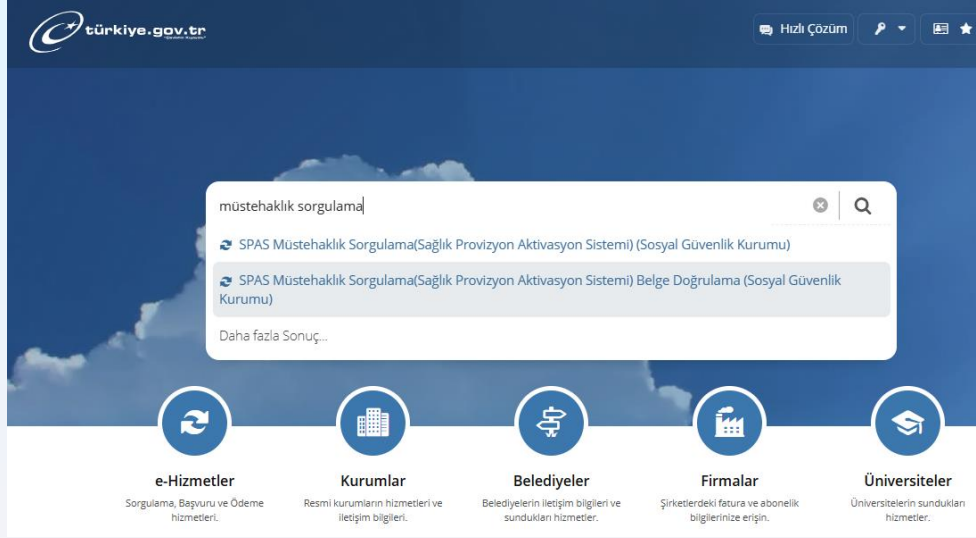 türkiye.gov.tr
Hızlı Çözüm
müstehaklık sorgulama
SPAS Müstehaklık Sorgulama(Sağlık Provizyon Aktivasyon Sistemi) (Sosyal Güvenlik Kurumu)
SPAS Müstehaklık Sorgulama(Sağlık Provizyon Aktivasyon Sistemi) Belge Doğrulama (Sosyal Güvenlik
Kurumu)
Daha fazla Sonuç...
e-Hizmetler
Sorgulama, Başvuru ve Ödeme
hizmetleri.
Kurumlar
Resmi kurumların hizmetleri ve
iletişim bilgileri.
Belediyeler
Belediyelerin iletişim bilgileri ve
sundukları hizmetler.
Firmalar
Şirketlerdeki fatura ve abonelik
bilgilerinize erişin.
Üniversiteler
Üniversitelerin sundukları
hizmetler.